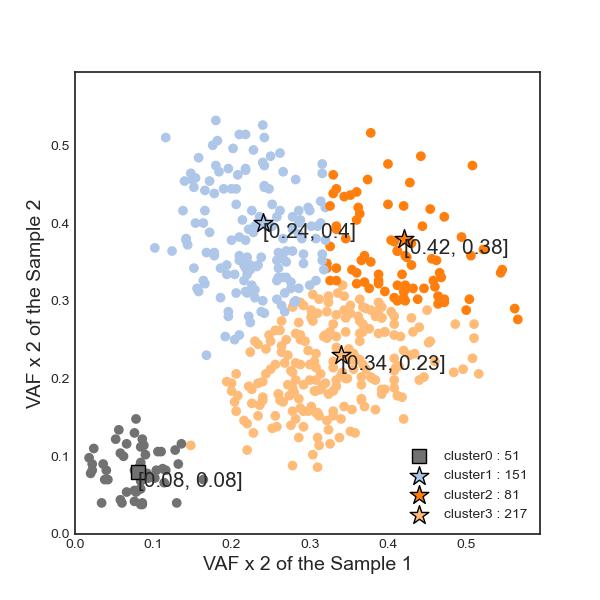 VAF x 2 of the Sample 2
0.5
0.4
0.3
0.2
0.1
0.0
[0.24, 0.4]
[0.42, 0.38]
[0.34, 0.23]
[0.08, 0.08]
cluster0 : 51
cluster1 : 151
cluster2 : 81
cluster3 : 217
0.0 0.1 0.2 0.3 0.4 0.5
VAF x 2 of the Sample 1